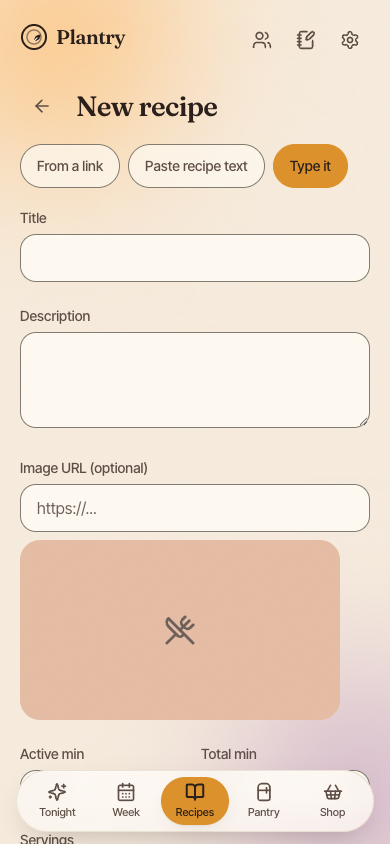 Plantry
New recipe
From a link
Paste recipe text
Type it
Title
Description
Image URL (optional)
https://...
Active min
Total min
Tonight
Week
Recipes
Pantry
Shop
Servings